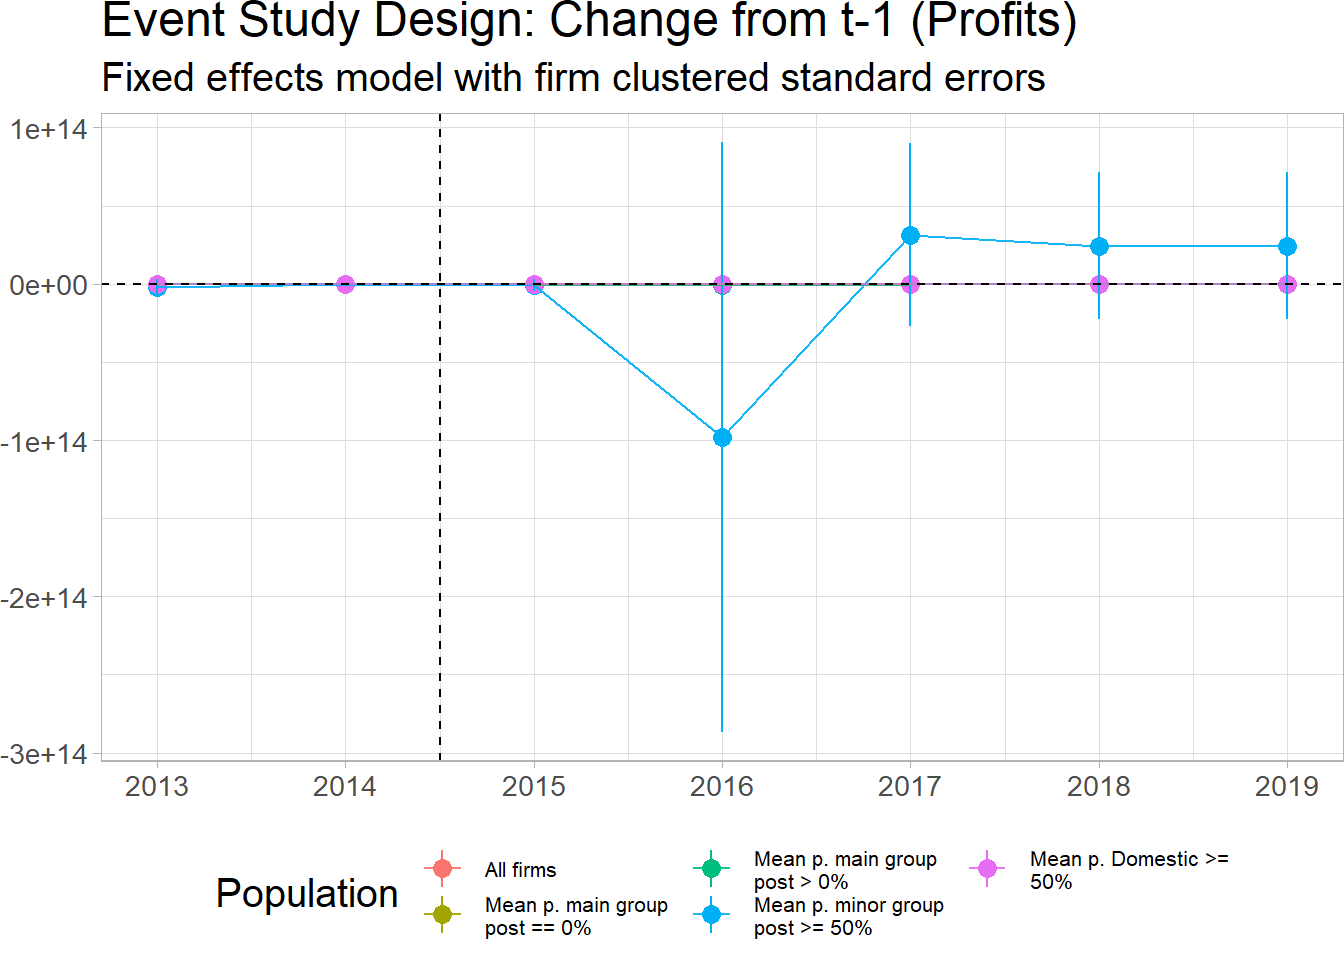 Event Study Design: Change from t-1 (Profits)
Fixed effects model with firm clustered standard errors
1e+14
0e+00
-1e+14
-2e+14
-3e+14
2013 2014 2015 2016 2017 2018 2019
Population
All firms
Mean p. main group
post == 0%
Mean p. main group
post > 0%
Mean p. minor group
post >= 50%
Mean p. Domestic >=
50%